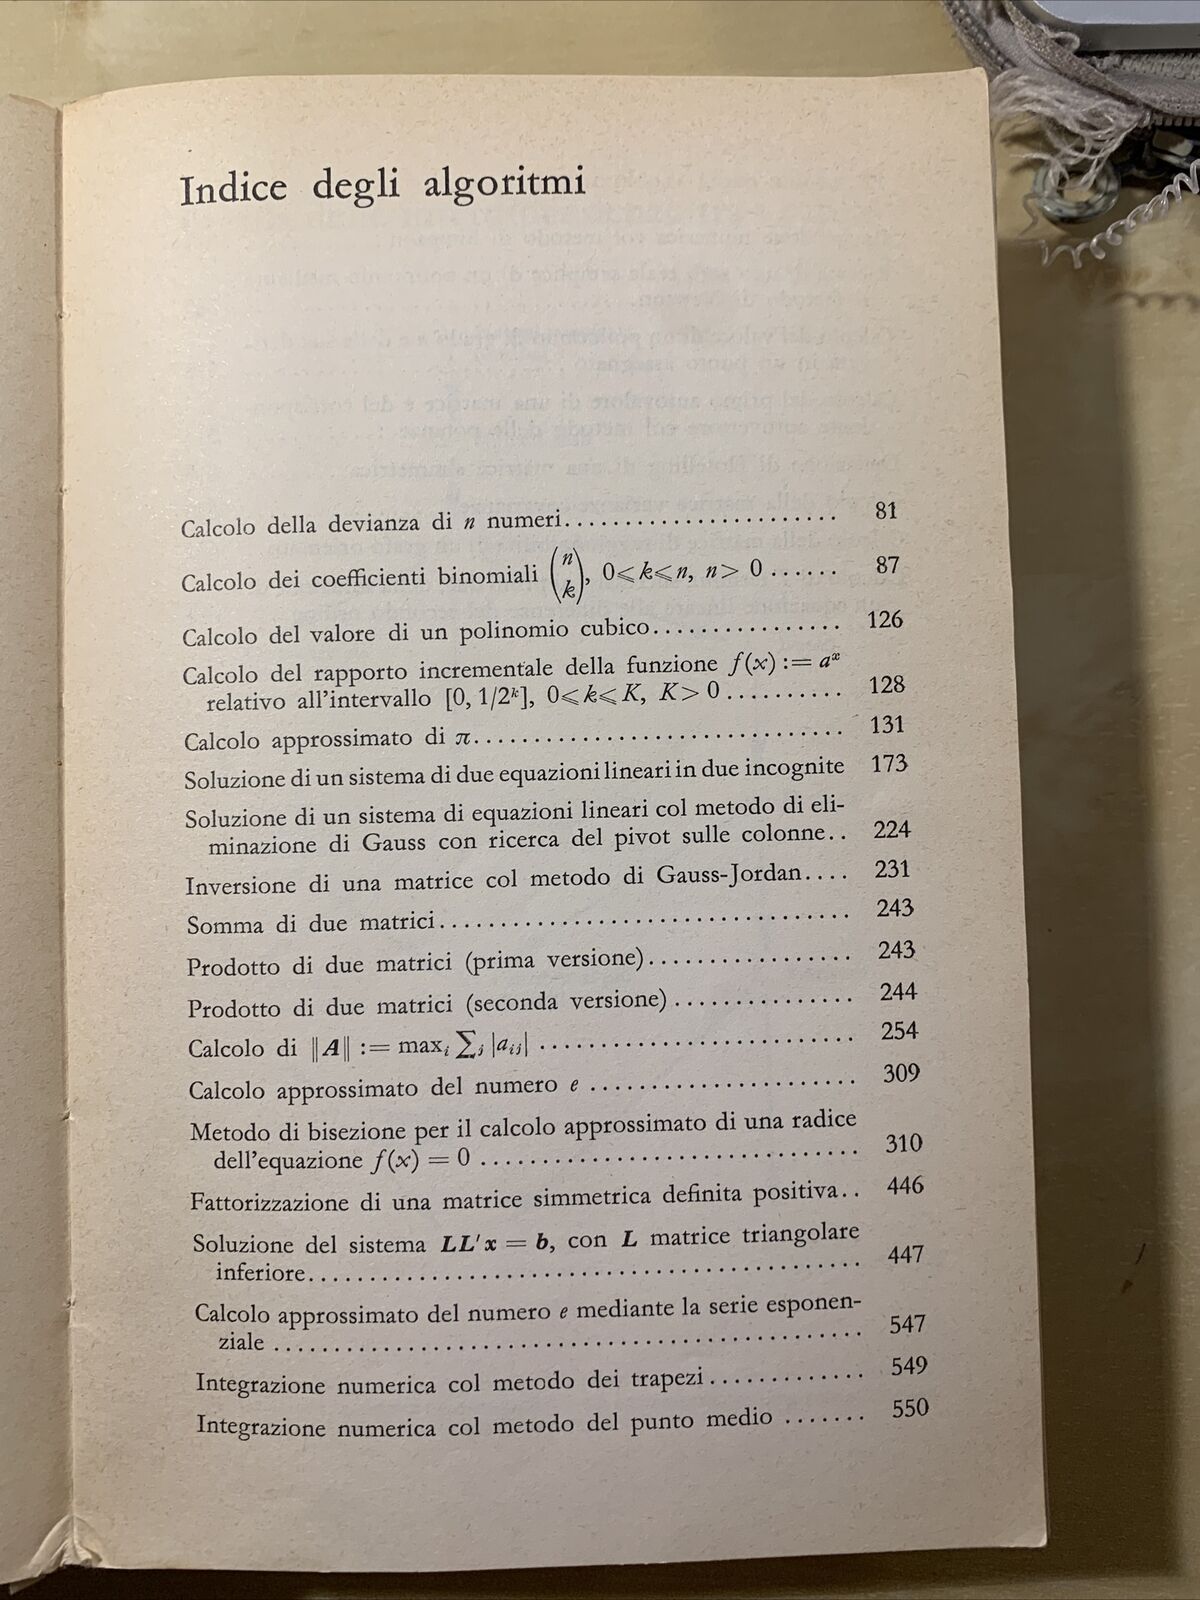 Indice degli algoritmi
Calcolo della devianza di n numeri........................ 81
Calcolo dei coefficienti binomiali (n k), 0⩽k⩽n, n> 0 ...... 87
Calcolo del valore di un polinomio cubico................ 126
Calcolo del rapporto incrementale della funzione f(x) := aˣ
relativo all'intervallo [0, 1/2ᵏ], 0⩽k⩽K, K> 0 .......... 128
Calcolo approssimato di π................................ 131
Soluzione di un sistema di due equazioni lineari in due incognite 173
Soluzione di un sistema di equazioni lineari col metodo di eli-
minazione di Gauss con ricerca del pivot sulle colonne.. 224
Inversione di una matrice col metodo di Gauss-Jordan.... 231
Somma di due matrici.................................. 243
Prodotto di due matrici (prima versione)................. 243
Prodotto di due matrici (seconda versione) ............... 244
Calcolo di ‖A‖ := maxᵢ ∑ⱼ |aᵢⱼ| .......................... 254
Calcolo approssimato del numero e ...................... 309
Metodo di bisezione per il calcolo approssimato di una radice
dell'equazione f(x) = 0 ............................... 310
Fattorizzazione di una matrice simmetrica definita positiva.. 446
Soluzione del sistema LL'x = b, con L matrice triangolare
inferiore.............................................. 447
Calcolo approssimato del numero e mediante la serie esponen-
ziale ................................................. 547
Integrazione numerica col metodo dei trapezi............. 549
Integrazione numerica col metodo del punto medio ....... 550